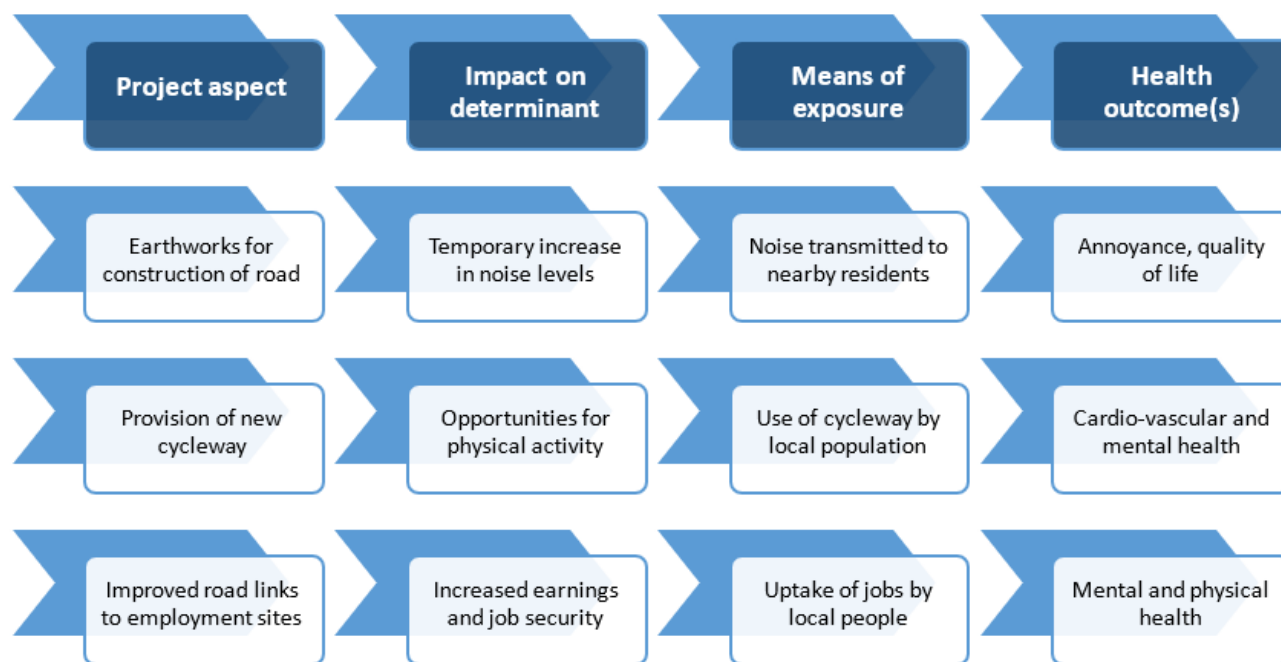 Project aspect
Impact on
determinant
Means of
exposure
Health
outcome(s)
Earthworks for
construction of road
Temporary increase
in noise levels
Noise transmitted to
nearby residents
Annoyance, quality
of life
Provision of new
cycleway
Opportunities for
physical activity
Use of cycleway by
local population
Cardio-vascular and
mental health
Improved road links
to employment sites
Increased earnings
and job security
Uptake of jobs by
local people
Mental and physical
health